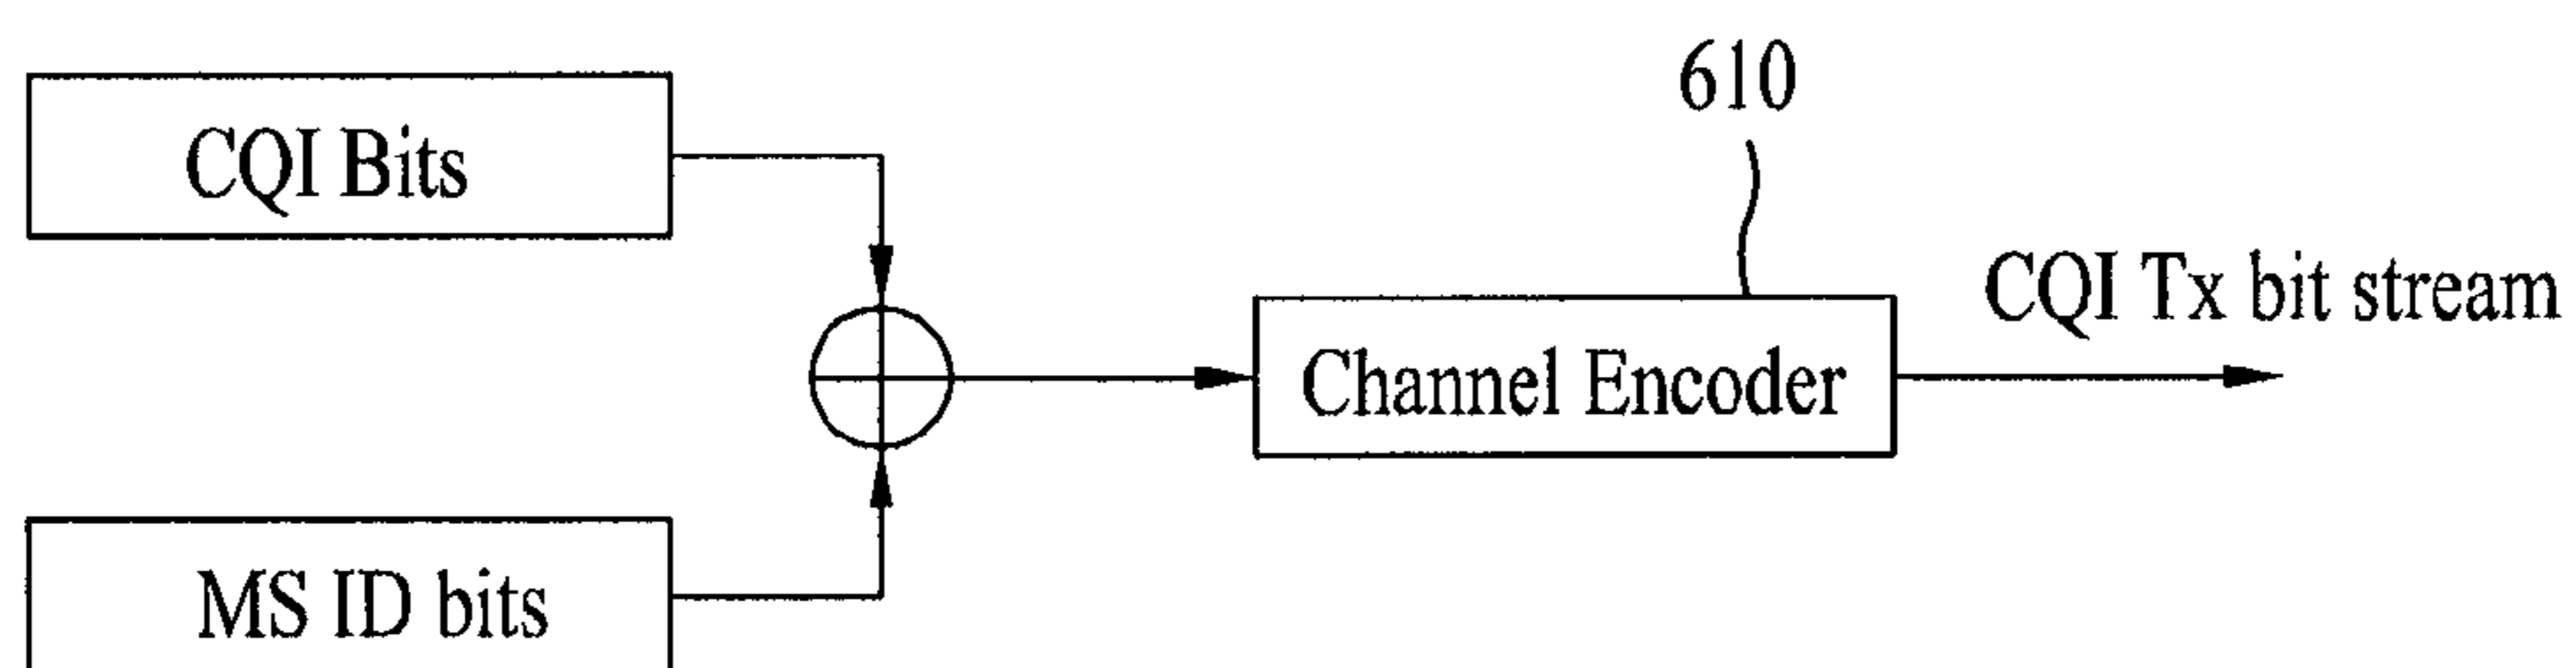 610
CQI Bits
CQI Tx bit stream
Channel Encoder
MS ID bits